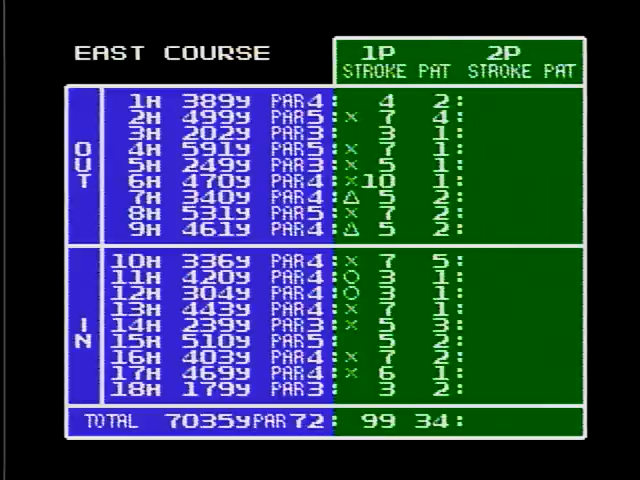 EAST COURSE 1P 2P
STROKE PAT STROKE PAT
OUT
1H 389y PAR4: 4 2:
2H 499y PAR5: × 7 4:
3H 202y PAR3: 3 1:
4H 591y PAR5: × 7 1:
5H 249y PAR3: × 5 1:
6H 470y PAR4: ×10 1:
7H 340y PAR4: △ 5 2:
8H 531y PAR5: × 7 2:
9H 461y PAR4: △ 5 2:
IN
10H 336y PAR4: × 7 5:
11H 420y PAR4: ○ 3 1:
12H 304y PAR4: ○ 3 1:
13H 443y PAR4: × 7 1:
14H 239y PAR3: × 5 3:
15H 510y PAR5: 5 2:
16H 403y PAR4: × 7 2:
17H 469y PAR4: × 6 1:
18H 179y PAR3: 3 2:
TOTAL 7035yPAR72: 99 34: